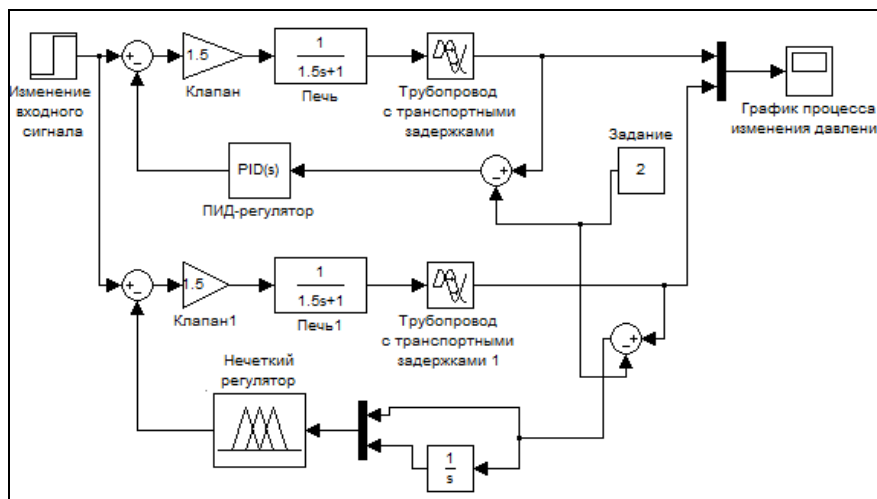 Изменение
входного
сигнала
+
−
1.5
Клапан
1
1.5s+1
Печь
Трубопровод
с транспортными
задержками
График процесса
изменения давлени
Задание
2
−
+
PID(s)
ПИД-регулятор
+
−
1.5
Клапан1
1
1.5s+1
Печь1
Трубопровод
с транспортными
задержками 1
−
+
Нечеткий
регулятор
1
s